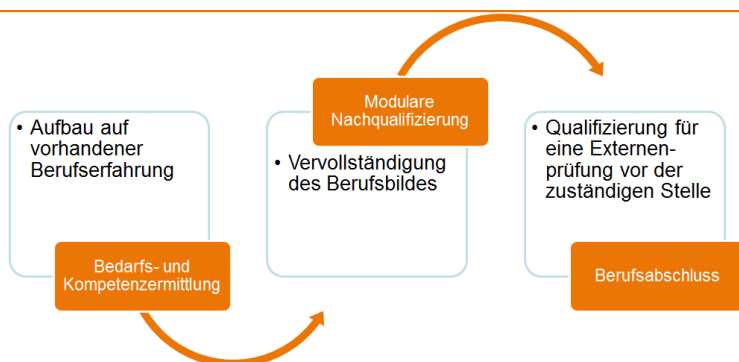 • Aufbau auf
vorhandener
Berufserfahrung
Bedarfs- und
Kompetenzermittlung
Modulare
Nachqualifizierung
• Vervollständigung
des Berufsbildes
• Qualifizierung für
eine Externen-
prüfung vor der
zuständigen Stelle
Berufsabschluss